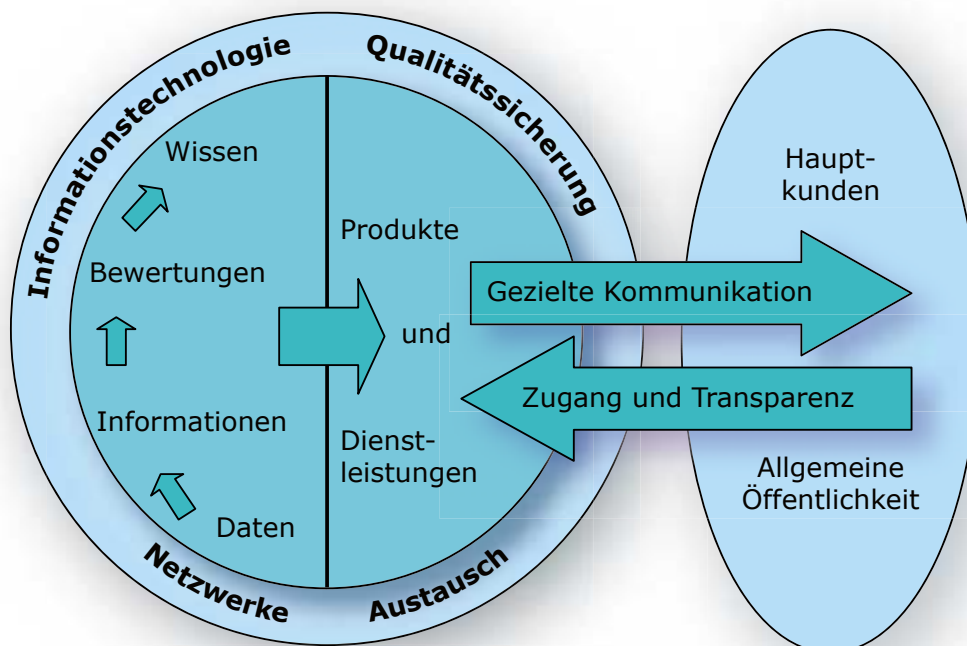 Informationstechnologie
Qualitätssicherung
Netzwerke
Austausch
Wissen
Bewertungen
Informationen
Daten
Produkte
und
Dienst-
leistungen
Gezielte Kommunikation
Zugang und Transparenz
Haupt-
kunden
Allgemeine
Öffentlichkeit